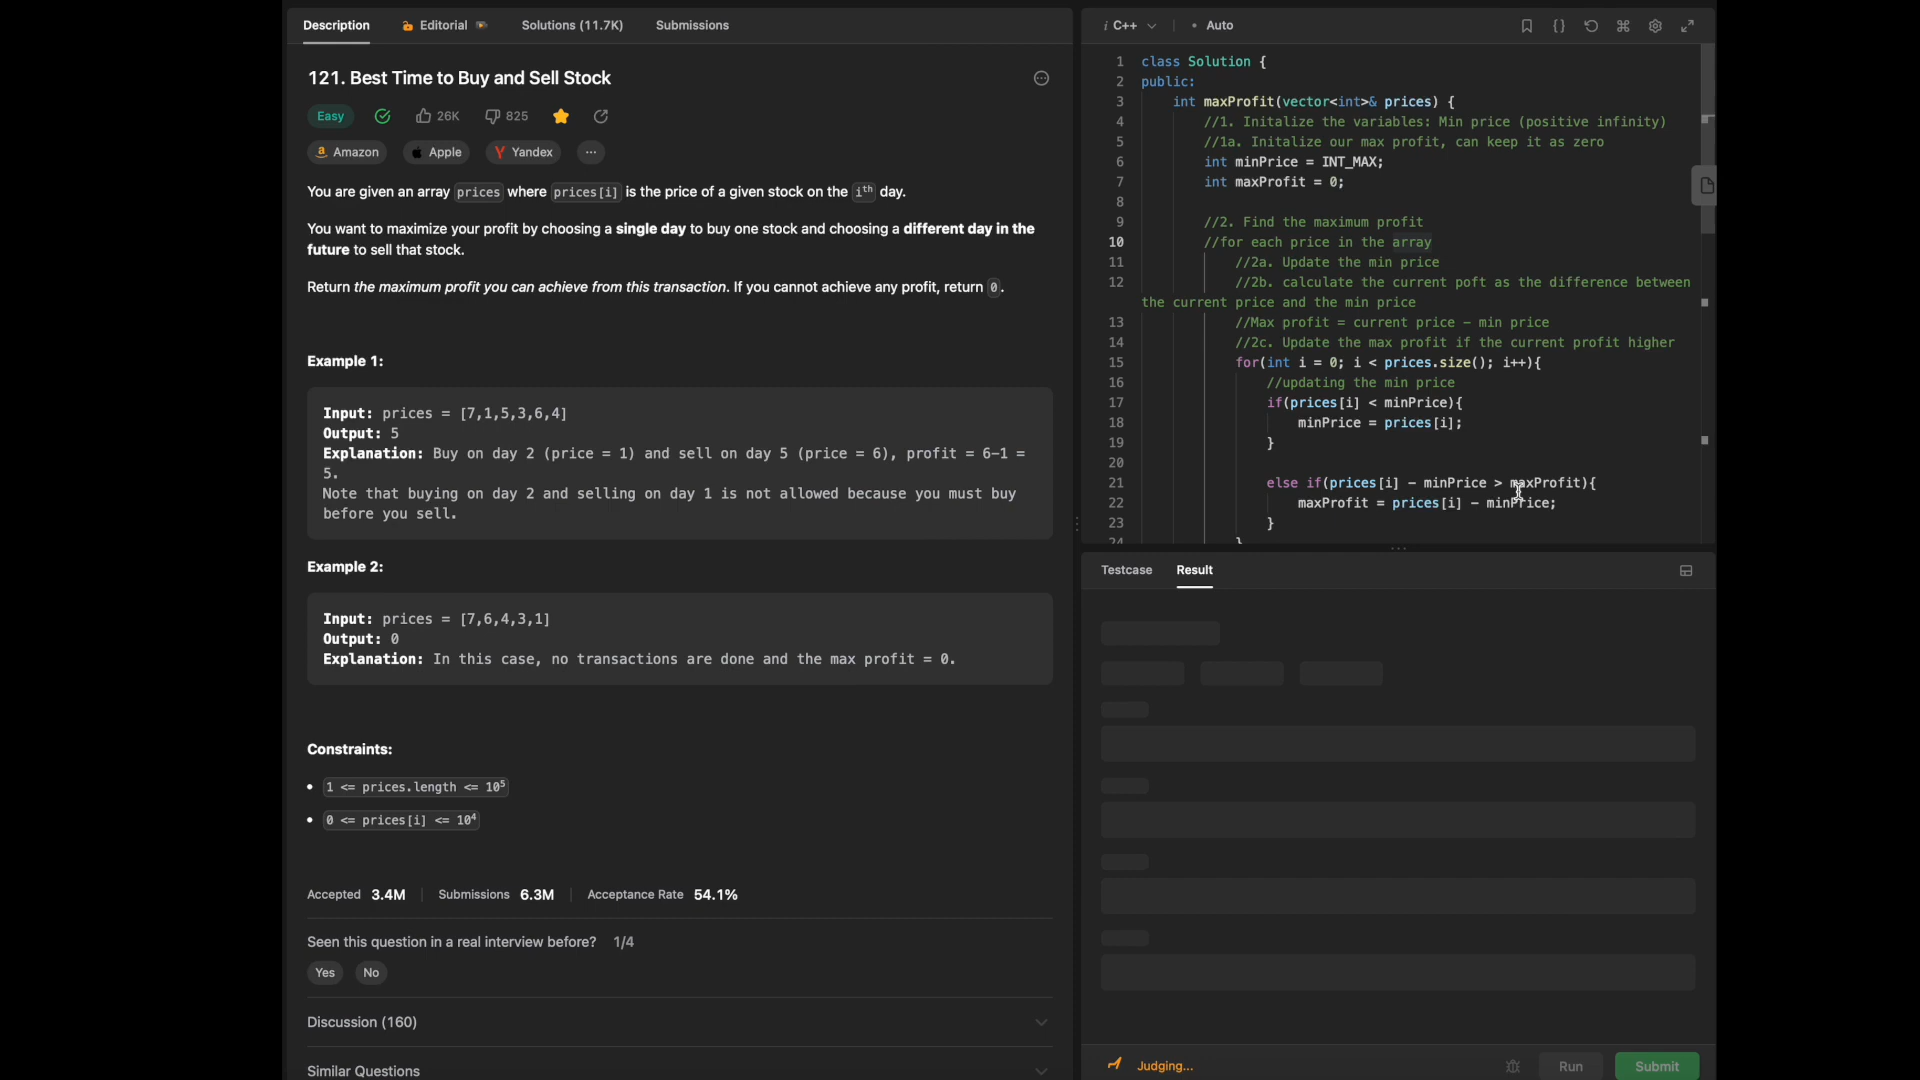 Description
Editorial
Solutions (11.7K)
Submissions
121. Best Time to Buy and Sell Stock
Easy
26K
825
Amazon
Apple
Yandex
You are given an array prices where prices[i] is the price of a given stock on the ith day.
You want to maximize your profit by choosing a single day to buy one stock and choosing a different day in the
future to sell that stock.
Return the maximum profit you can achieve from this transaction. If you cannot achieve any profit, return 0.
Example 1:
Input: prices = [7,1,5,3,6,4]
Output: 5
Explanation: Buy on day 2 (price = 1) and sell on day 5 (price = 6), profit = 6-1 =
5.
Note that buying on day 2 and selling on day 1 is not allowed because you must buy
before you sell.
Example 2:
Input: prices = [7,6,4,3,1]
Output: 0
Explanation: In this case, no transactions are done and the max profit = 0.
Constraints:
1 <= prices.length <= 10⁵
0 <= prices[i] <= 10⁴
Accepted 3.4M
Submissions 6.3M
Acceptance Rate 54.1%
Seen this question in a real interview before? 1/4
Yes No
Discussion (160)
Similar Questions
i C++ Auto
1 class Solution {
2 public:
3 int maxProfit(vector<int>& prices) {
4 //1. Initalize the variables: Min price (positive infinity)
5 //1a. Initalize our max profit, can keep it as zero
6 int minPrice = INT_MAX;
7 int maxProfit = 0;
8
9 //2. Find the maximum profit
10 //for each price in the array
11 //2a. Update the min price
12 //2b. calculate the current poft as the difference between
the current price and the min price
13 //Max profit = current price - min price
14 //2c. Update the max profit if the current profit higher
15 for(int i = 0; i < prices.size(); i++){
16 //updating the min price
17 if(prices[i] < minPrice){
18 minPrice = prices[i];
19 }
20
21 else if(prices[i] - minPrice > maxProfit){
22 maxProfit = prices[i] - minPrice;
23 }
24 }
Testcase
Result
Judging...
Run
Submit